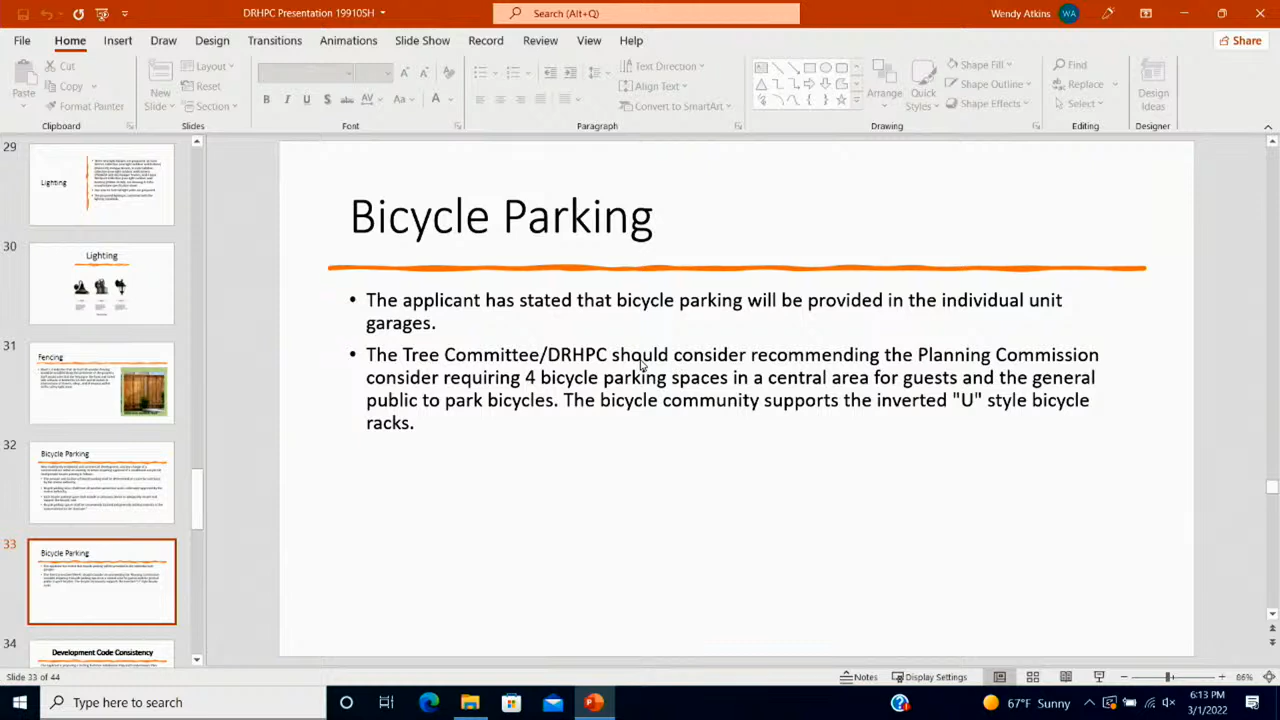 DRHPC Presentation 19910SH
Search (Alt+Q)
Wendy Atkins
WA
File Home Insert Draw Design Transitions Animations Slide Show Record Review View Help
Share
Paste
Cut
Copy
Format Painter
Clipboard
New Slide
Layout
Reset
Section
Slides
Font
Text Direction
Align Text
Convert to SmartArt
Paragraph
Arrange
Quick Styles
Shape Fill
Shape Outline
Shape Effects
Drawing
Find
Replace
Select
Editing
Design Ideas
Designer
29
Lighting
30
Lighting
31
Fencing
32
Bicycle Parking
33
Bicycle Parking
34
Development Code Consistency
Bicycle Parking
• The applicant has stated that bicycle parking will be provided in the individual unit
garages.
• The Tree Committee/DRHPC should consider recommending the Planning Commission
consider requiring 4 bicycle parking spaces in a central area for guests and the general
public to park bicycles. The bicycle community supports the inverted "U" style bicycle
racks.
Slide 33 of 44
Notes
Display Settings
86%
Type here to search
67°F Sunny
6:13 PM
3/1/2022